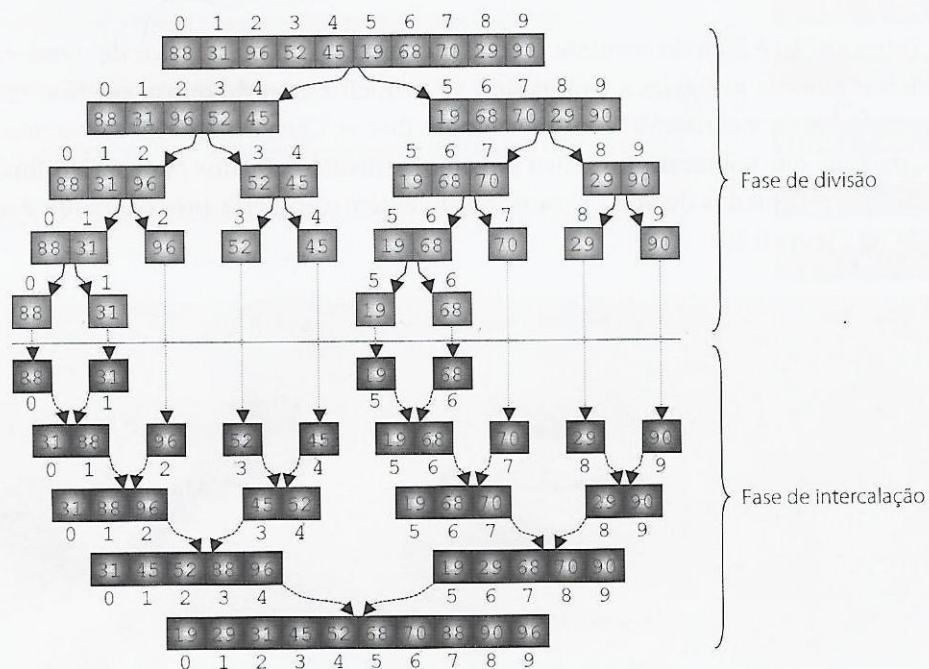 0 1 2 3 4 5 6 7 8 9
88 31 96 52 45 19 68 70 29 90
0 1 2 3 4 5 6 7 8 9
88 31 96 52 45 19 68 70 29 90
0 1 2 3 4 5 6 7 8 9
88 31 96 52 45 19 68 70 29 90
Fase de divisão
0 1 2 3 4 5 6 7 8 9
88 31 96 52 45 19 68 70 29 90
0 1 5 6
88 31 19 68
88 31 19 68
0 1 5 6
31 88 96 52 45 19 68 70 29 90
0 1 2 3 4 5 6 7 8 9
31 88 96 45 52 19 68 70 29 90
Fase de intercalação
0 1 2 3 4 5 6 7 8 9
31 45 52 88 96 19 29 68 70 90
0 1 2 3 4 5 6 7 8 9
19 29 31 45 52 68 70 88 90 96
0 1 2 3 4 5 6 7 8 9